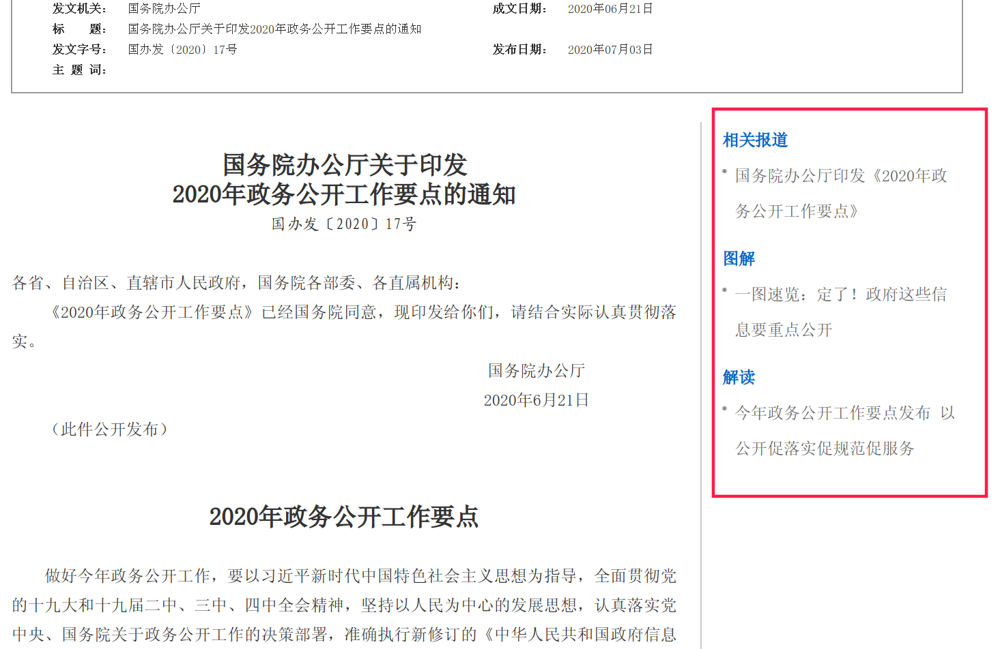 发文机关： 国务院办公厅 成文日期： 2020年06月21日
标 题： 国务院办公厅关于印发2020年政务公开工作要点的通知
发文字号： 国办发〔2020〕17号 发布日期： 2020年07月03日
主 题 词：
国务院办公厅关于印发
2020年政务公开工作要点的通知
国办发〔2020〕17号
各省、自治区、直辖市人民政府，国务院各部委、各直属机构：
《2020年政务公开工作要点》已经国务院同意，现印发给你们，请结合实际认真贯彻落
实。
国务院办公厅
2020年6月21日
（此件公开发布）
2020年政务公开工作要点
做好今年政务公开工作，要以习近平新时代中国特色社会主义思想为指导，全面贯彻党
的十九大和十九届二中、三中、四中全会精神，坚持以人民为中心的发展思想，认真落实党
中央、国务院关于政务公开工作的决策部署，准确执行新修订的《中华人民共和国政府信息
相关报道
国务院办公厅印发《2020年政
务公开工作要点》
图解
一图速览：定了！政府这些信
息要重点公开
解读
今年政务公开工作要点发布 以
公开促落实促规范促服务